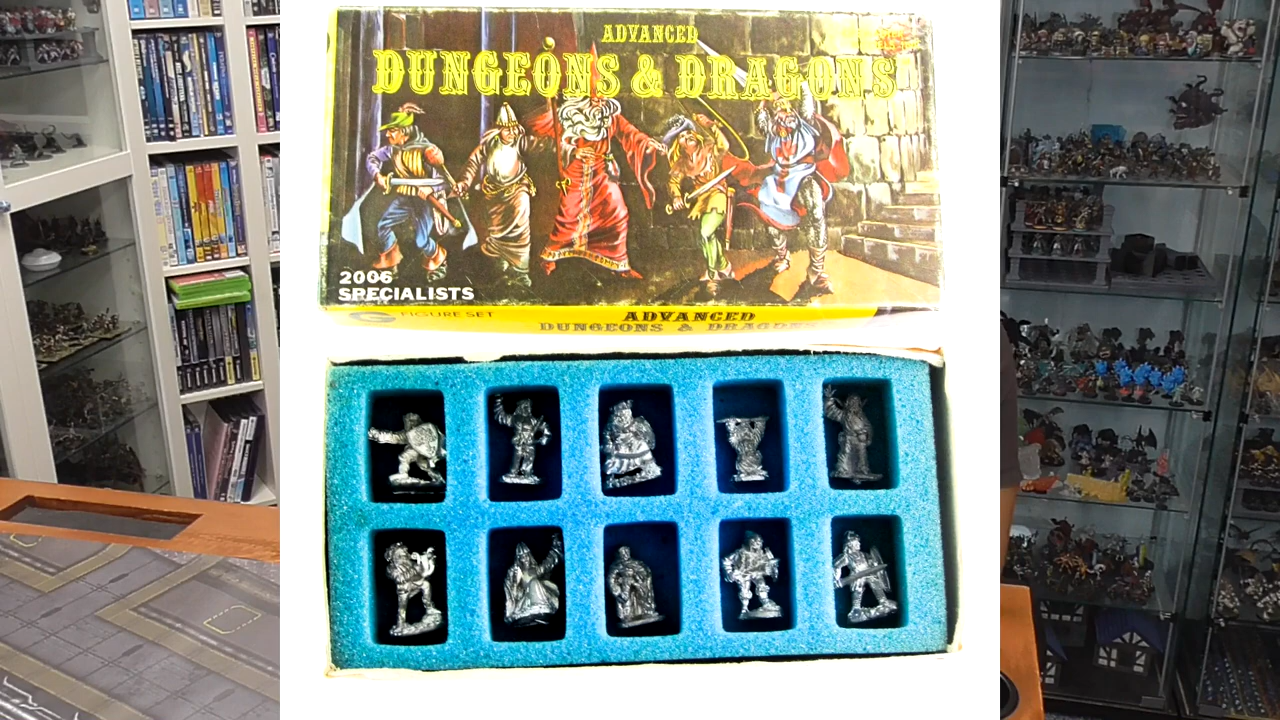 ADVANCED
DUNGEONS & DRAGONS
2006
SPECIALISTS
FIGURE SET
ADVANCED
DUNGEONS & DRAGONS